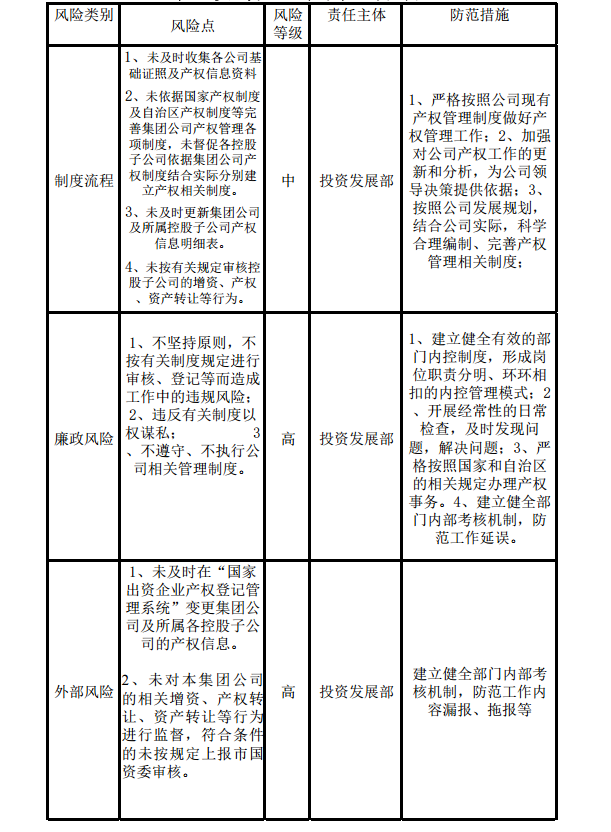 风险类别
风险点
风险
等级
责任主体
防范措施
制度流程
1、未及时收集各公司基
础证照及产权信息资料
2、未依据国家产权制度
及自治区产权制度等完
善集团公司产权管理各
项制度，未督促各控股
子公司依据集团公司产
权制度结合实际分别建
立产权相关制度。
3、未及时更新集团公司
及所属控股子公司产权
信息明细表。
4、未按有关规定审核控
股子公司的增资、产权
、资产转让等行为。
中
投资发展部
1、严格按照公司现有
产权管理制度做好产
权管理工作；2、加强
对公司产权工作的更
新和分析，为公司领
导决策提供依据；3、
按照公司发展规划，
结合公司实际，科学
合理编制、完善产权
管理相关制度；
廉政风险
1、不坚持原则，不
按有关制度规定进行
审核、登记等而造成
工作中的违规风险；
2、违反有关制度以
权谋私； 3
、不遵守、不执行公
司相关管理制度。
高
投资发展部
1、建立健全有效的部
门内控制度，形成岗
位职责分明、环环相
扣的内控管理模式；2
、开展经常性的日常
检查，及时发现问
题，解决问题；3、严
格按照国家和自治区
的相关规定办理产权
事务。4、建立健全部
门内部考核机制，防
范工作延误。
外部风险
1、未及时在“国家
出资企业产权登记管
理系统”变更集团公
司及所属各控股子公
司的产权信息。
2、未对本集团公司
的相关增资、产权转
让、资产转让等行为
进行监督，符合条件
的未按规定上报市国
资委审核。
高
投资发展部
建立健全部门内部考
核机制，防范工作内
容漏报、拖报等